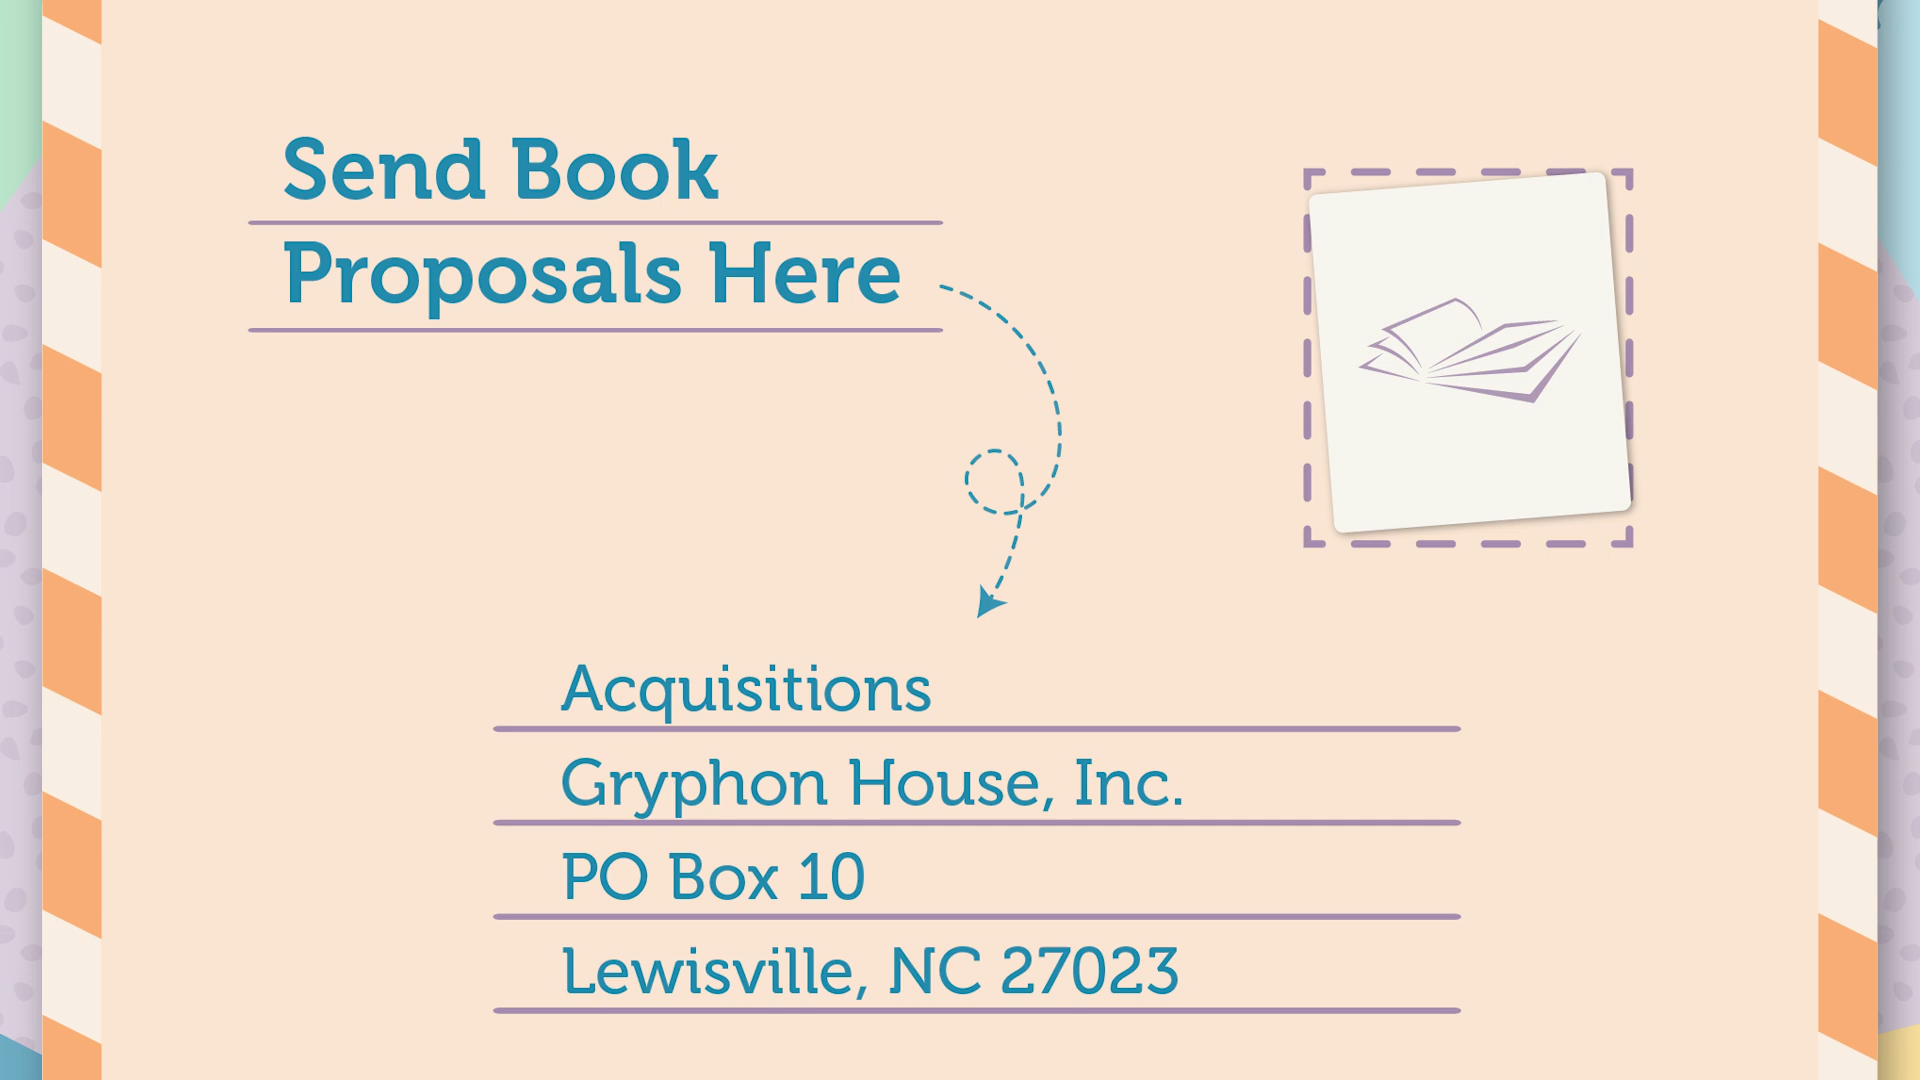 Send Book
Proposals Here
Acquisitions
Gryphon House, Inc.
PO Box 10
Lewisville, NC 27023